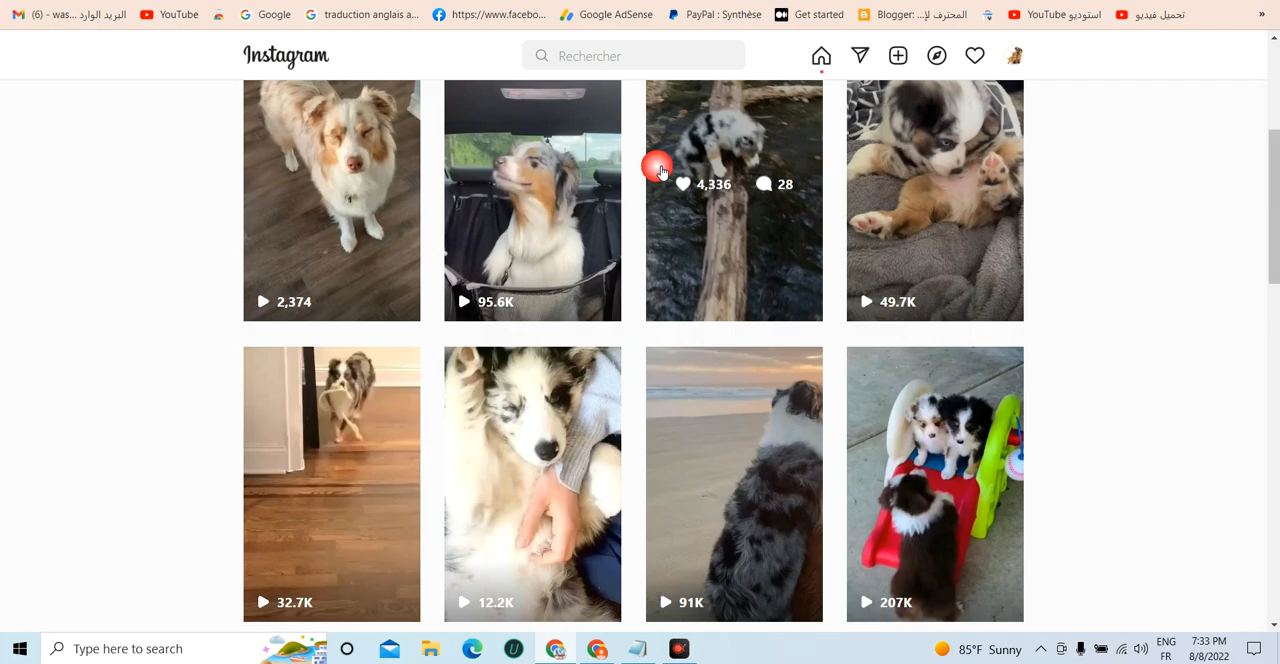 (6) - was... البريد الوارد YouTube Google traduction anglais a... https://www.facebo... Google AdSense PayPal : Synthèse Get started Blogger: ...المحترف لإ YouTube استوديو تحميل فيديو »
Instagram Rechercher
4,336 28
2,374 95.6K 49.7K
32.7K 12.2K 91K 207K
Type here to search 85°F Sunny ENG FR 7:33 PM 8/8/2022